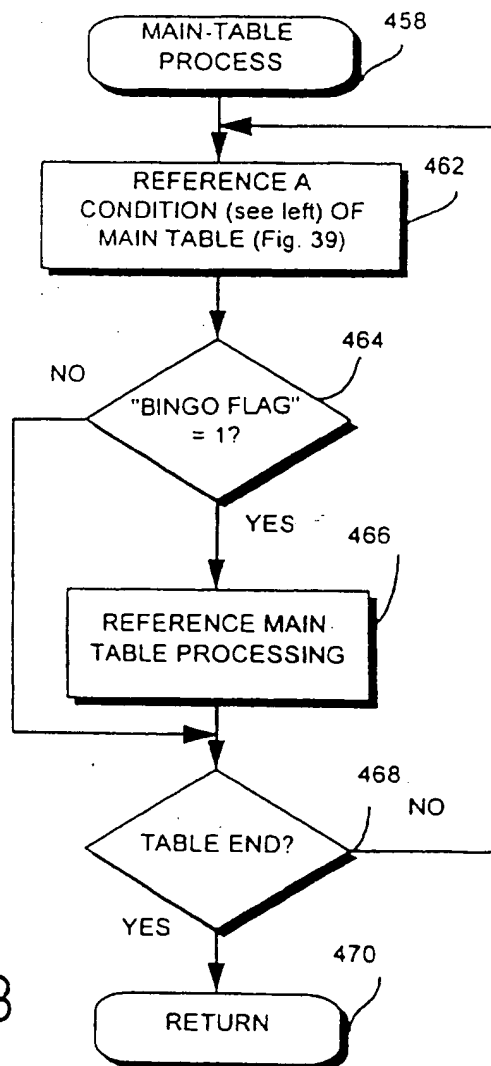 MAIN-TABLE
PROCESS
458
REFERENCE A
CONDITION (see left) OF
MAIN TABLE (Fig. 39)
462
464
NO
"BINGO FLAG"
= 1?
YES
466
REFERENCE MAIN
TABLE PROCESSING
468
TABLE END?
NO
YES
470
RETURN